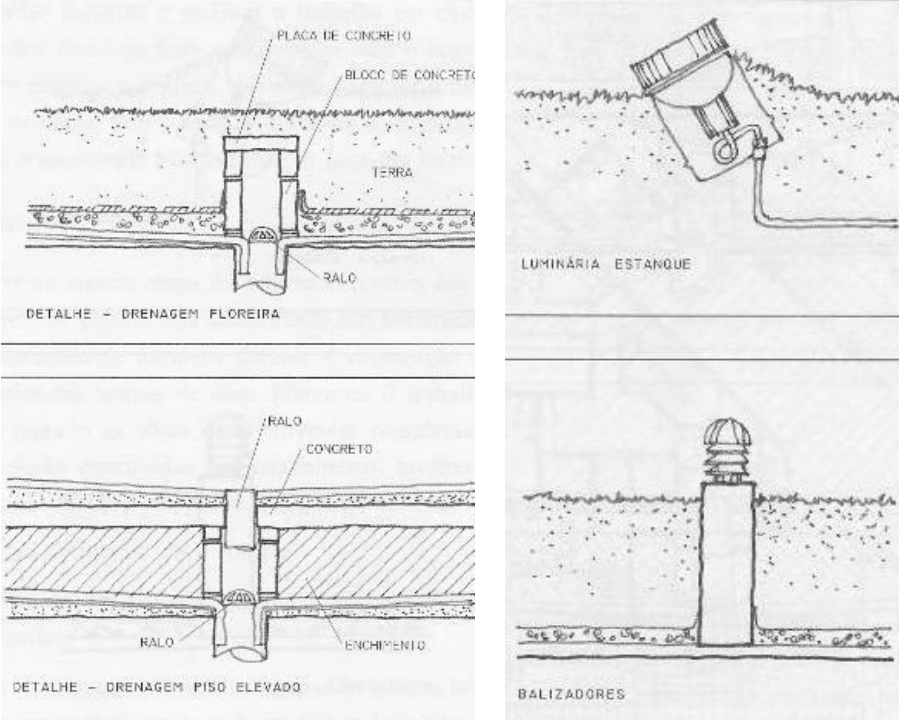 PLACA DE CONCRETO
BLOCO DE CONCRETO
TERRA
RALO
DETALHE - DRENAGEM FLOREIRA
LUMINÁRIA ESTANQUE
RALO
CONCRETO
RALO
ENCHIMENTO
DETALHE - DRENAGEM PISO ELEVADO
BALIZADORES